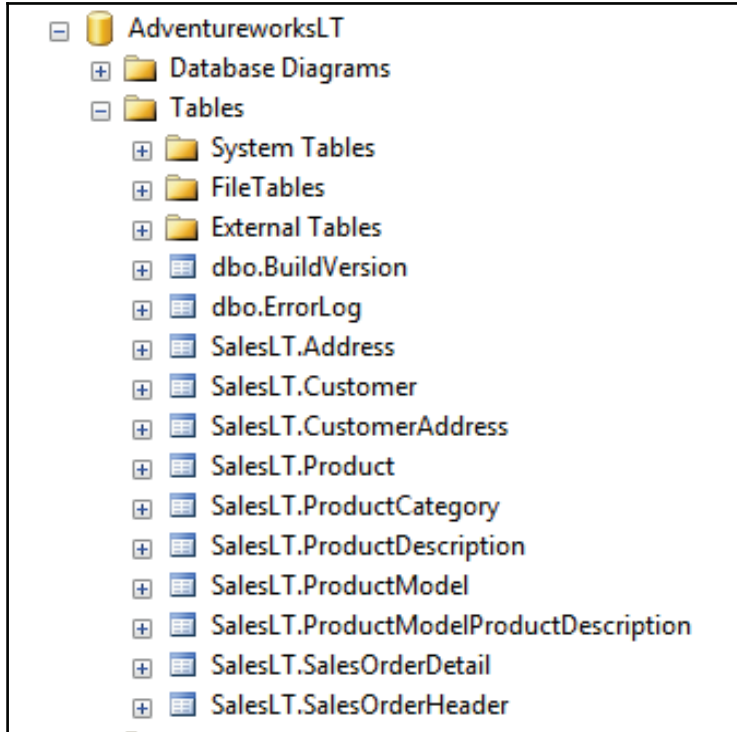 AdventureworksLT
Database Diagrams
Tables
System Tables
FileTables
External Tables
dbo.BuildVersion
dbo.ErrorLog
SalesLT.Address
SalesLT.Customer
SalesLT.CustomerAddress
SalesLT.Product
SalesLT.ProductCategory
SalesLT.ProductDescription
SalesLT.ProductModel
SalesLT.ProductModelProductDescription
SalesLT.SalesOrderDetail
SalesLT.SalesOrderHeader